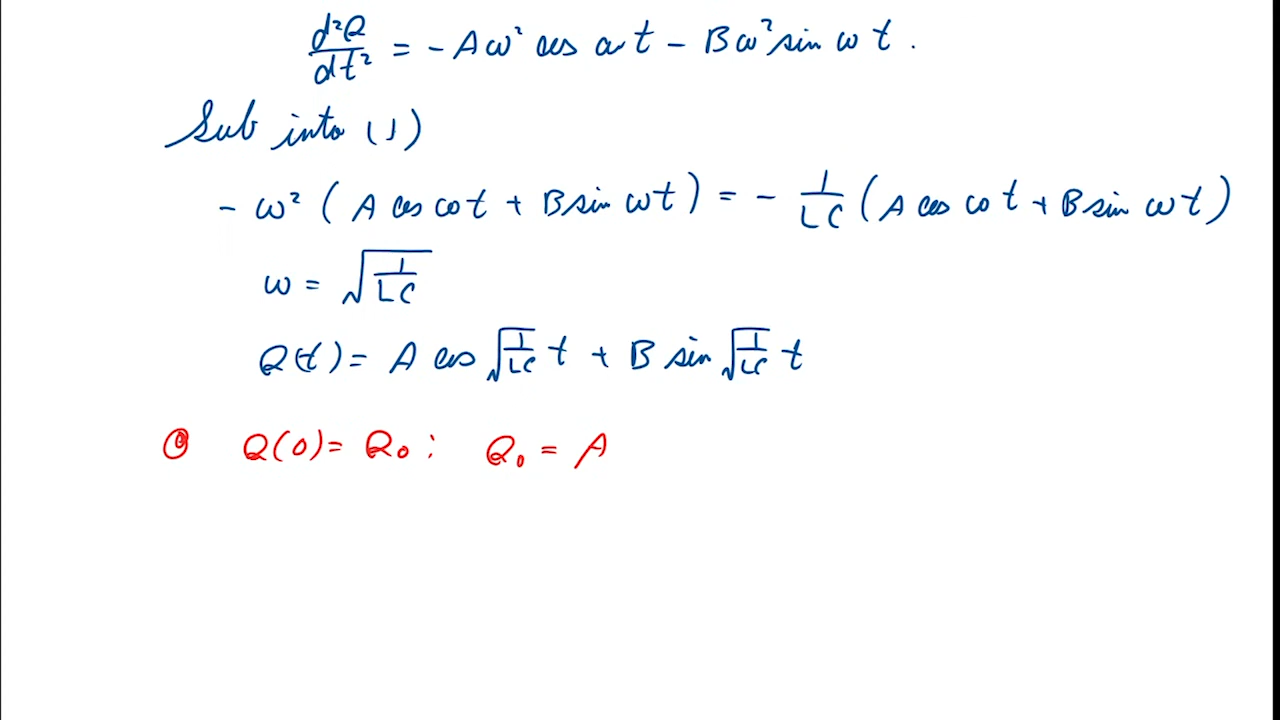 d²Q/dt² = - Aω² cos ωt - Bω² sin ωt .
Sub into (1)
- ω² ( A cos ωt + B sin ωt ) = - 1/LC ( A cos ωt + B sin ωt )
ω = √(1/LC)
Q(t) = A cos √(1/LC) t + B sin √(1/LC) t
Q(0) = Q₀ : Q₀ = A